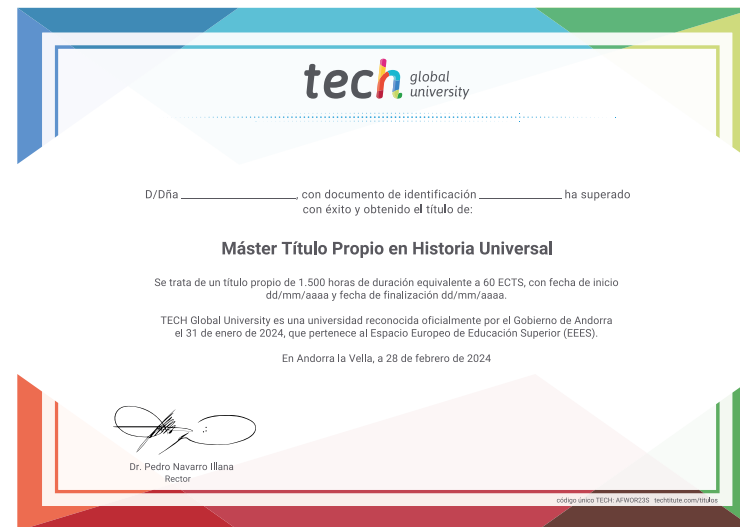 tech global university
D/Dña ____________________, con documento de identificación ______________ ha superado
con éxito y obtenido el título de:
Máster Título Propio en Historia Universal
Se trata de un título propio de 1.500 horas de duración equivalente a 60 ECTS, con fecha de inicio
dd/mm/aaaa y fecha de finalización dd/mm/aaaa.
TECH Global University es una universidad reconocida oficialmente por el Gobierno de Andorra
el 31 de enero de 2024, que pertenece al Espacio Europeo de Educación Superior (EEES).
En Andorra la Vella, a 28 de febrero de 2024
Dr. Pedro Navarro Illana
Rector
código único TECH: AFWOR23S techtitute.com/titulos